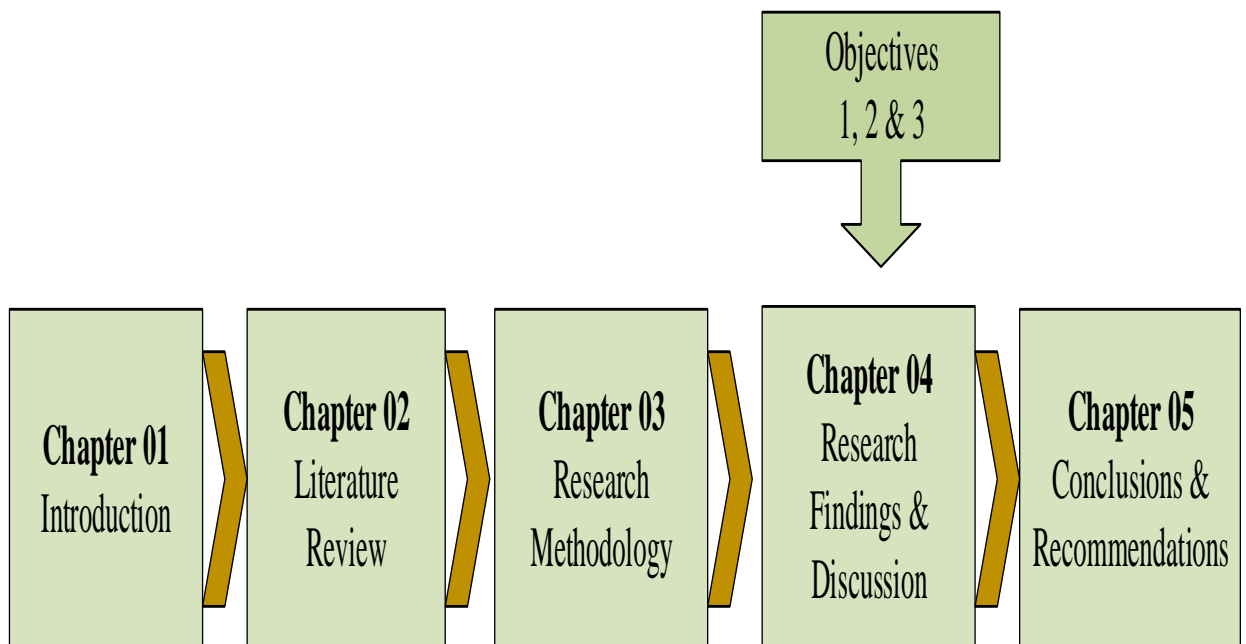 Objectives
1, 2 & 3
Chapter 01
Introduction
Chapter 02
Literature
Review
Chapter 03
Research
Methodology
Chapter 04
Research
Findings &
Discussion
Chapter 05
Conclusions &
Recommendations